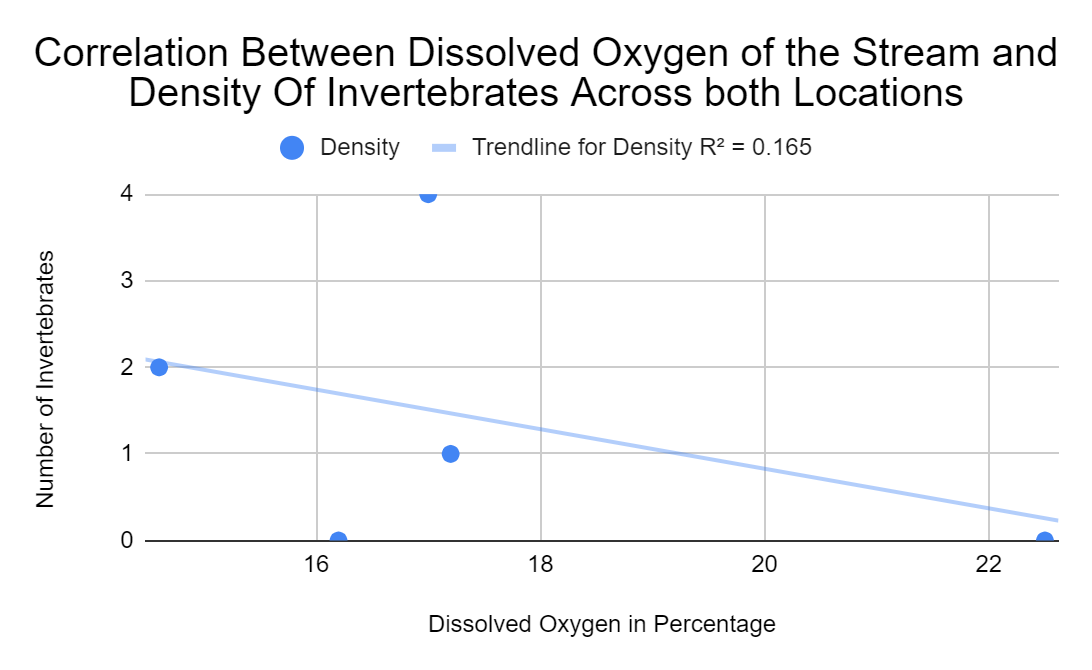 Correlation Between Dissolved Oxygen of the Stream and
Density Of Invertebrates Across both Locations
Density
Trendline for Density R² = 0.165
Number of Invertebrates
4
3
2
1
0
16
18
20
22
Dissolved Oxygen in Percentage